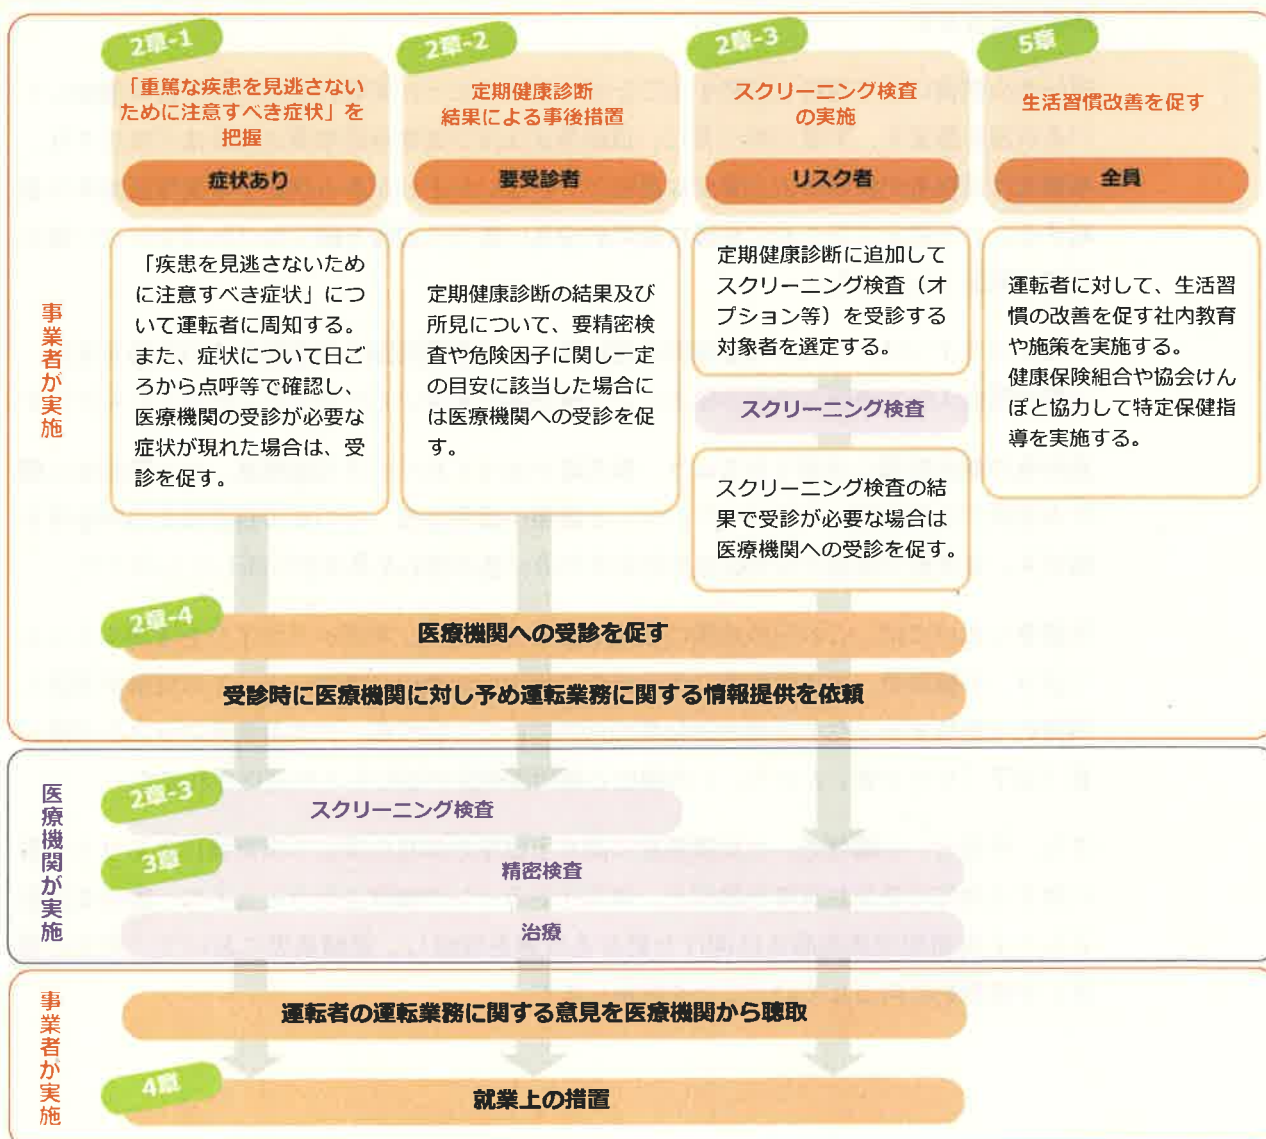 2章-1
「重篤な疾患を見逃さない
ために注意すべき症状」を
把握
症状あり
2章-2
定期健康診断
結果による事後措置
要受診者
2章-3
スクリーニング検査
の実施
リスク者
5章
生活習慣改善を促す
全員
事業者が実施
「疾患を見逃さないため
に注意すべき症状」につ
いて運転者に周知する。
また、症状について日ご
ろから点呼等で確認し、
医療機関の受診が必要な
症状が現れた場合は、受
診を促す。
定期健康診断の結果及び
所見について、要精密検
査や危険因子に関し一定
の目安に該当した場合に
は医療機関への受診を促
す。
定期健康診断に追加して
スクリーニング検査（オ
プション等）を受診する
対象者を選定する。
スクリーニング検査
スクリーニング検査の結
果で受診が必要な場合は
医療機関への受診を促す。
運転者に対して、生活習
慣の改善を促す社内教育
や施策を実施する。
健康保険組合や協会けん
ぽと協力して特定保健指
導を実施する。
2章-4
医療機関への受診を促す
受診時に医療機関に対し予め運転業務に関する情報提供を依頼
医療機関が実施
2章-3
スクリーニング検査
3章
精密検査
治療
事業者が実施
運転者の運転業務に関する意見を医療機関から聴取
4章
就業上の措置